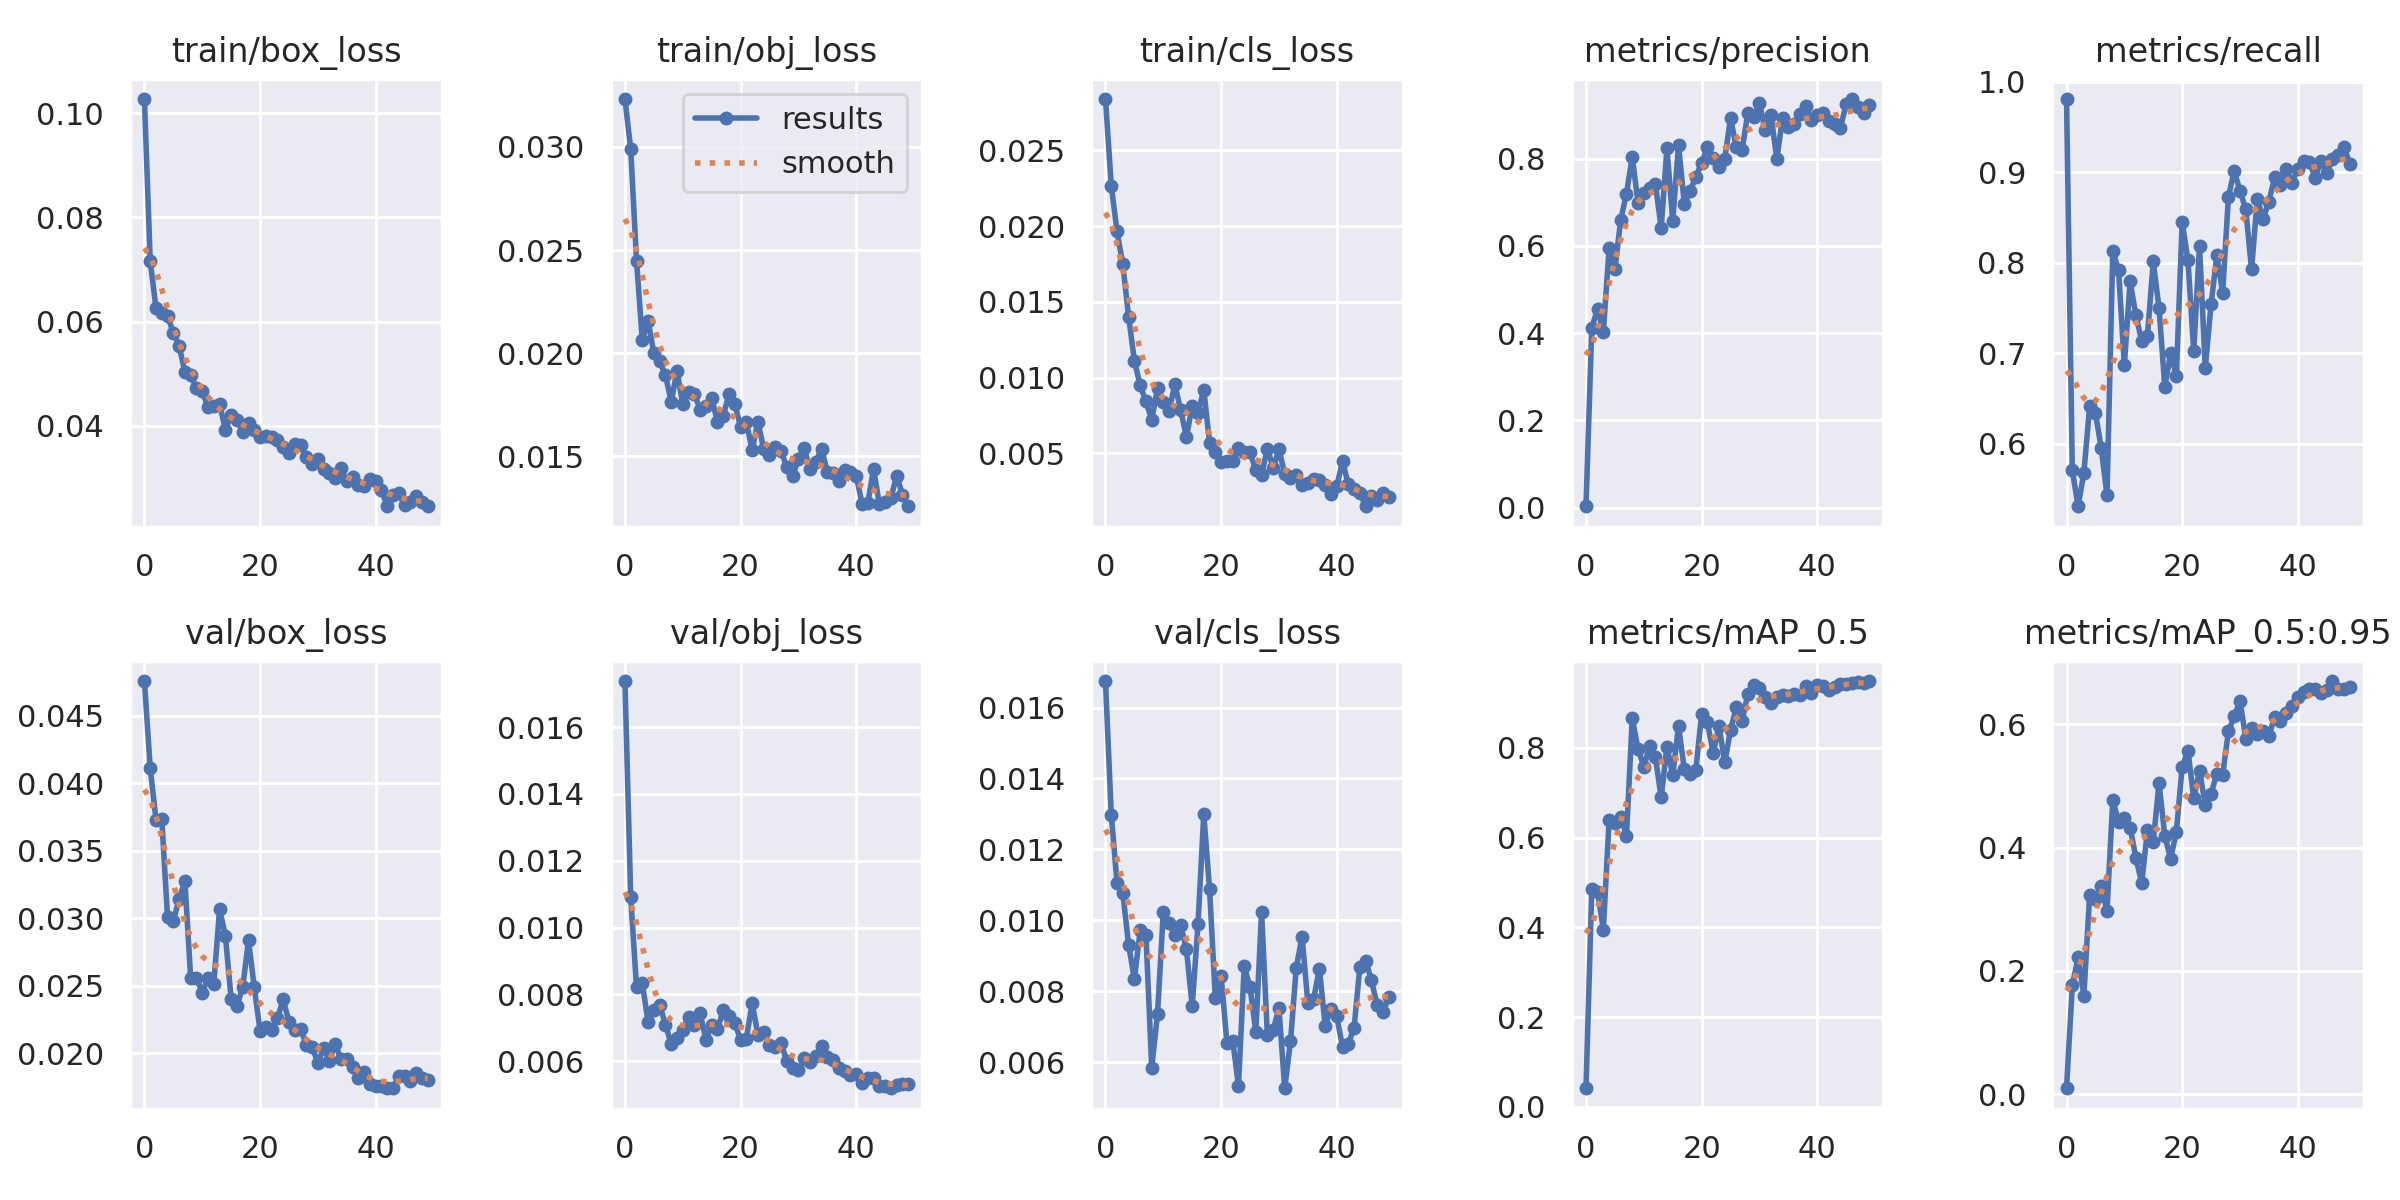 train/box_loss
0.10
0.08
0.06
0.04
0 20 40
train/obj_loss
results
smooth
0.030
0.025
0.020
0.015
0 20 40
train/cls_loss
0.025
0.020
0.015
0.010
0.005
0 20 40
metrics/precision
0.8
0.6
0.4
0.2
0.0
0 20 40
metrics/recall
1.0
0.9
0.8
0.7
0.6
0 20 40
val/box_loss
0.045
0.040
0.035
0.030
0.025
0.020
0 20 40
val/obj_loss
0.016
0.014
0.012
0.010
0.008
0.006
0 20 40
val/cls_loss
0.016
0.014
0.012
0.010
0.008
0.006
0 20 40
metrics/mAP_0.5
0.8
0.6
0.4
0.2
0.0
0 20 40
metrics/mAP_0.5:0.95
0.6
0.4
0.2
0.0
0 20 40